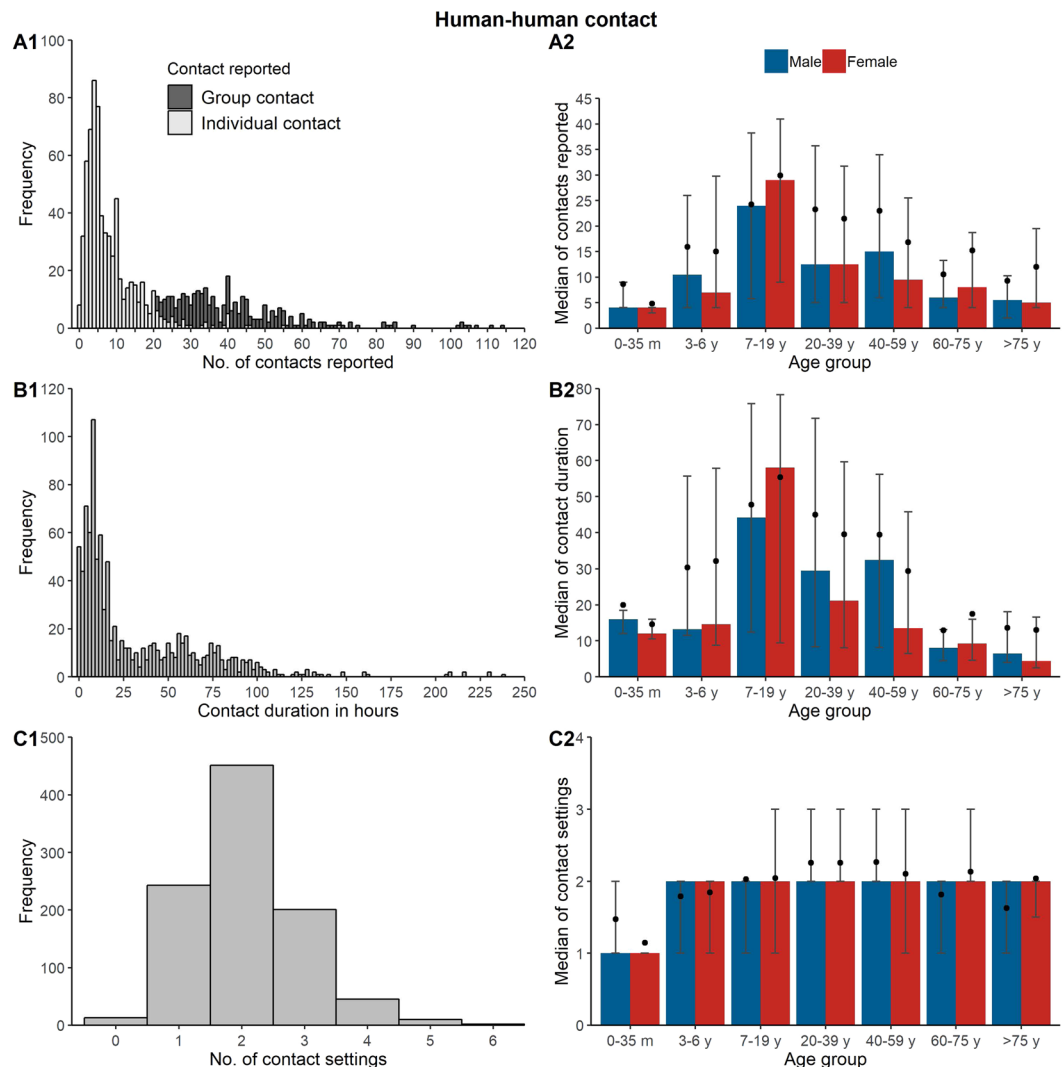 Human-human contact
A1
100
80
60
40
20
0
Frequency
Contact reported
Group contact
Individual contact
0 10 20 30 40 50 60 70 80 90 100 110 120
No. of contacts reported
A2
Male Female
45
40
35
30
25
20
15
10
5
0
Median of contacts reported
0-35 m 3-6 y 7-19 y 20-39 y 40-59 y 60-75 y >75 y
Age group
B1
120
100
80
60
40
20
0
Frequency
0 25 50 75 100 125 150 175 200 225 250
Contact duration in hours
B2
80
70
60
50
40
30
20
10
0
Median of contact duration
0-35 m 3-6 y 7-19 y 20-39 y 40-59 y 60-75 y >75 y
Age group
C1
500
400
300
200
100
0
Frequency
0 1 2 3 4 5 6
No. of contact settings
C2
4
3
2
1
0
Median of contact settings
0-35 m 3-6 y 7-19 y 20-39 y 40-59 y 60-75 y >75 y
Age group